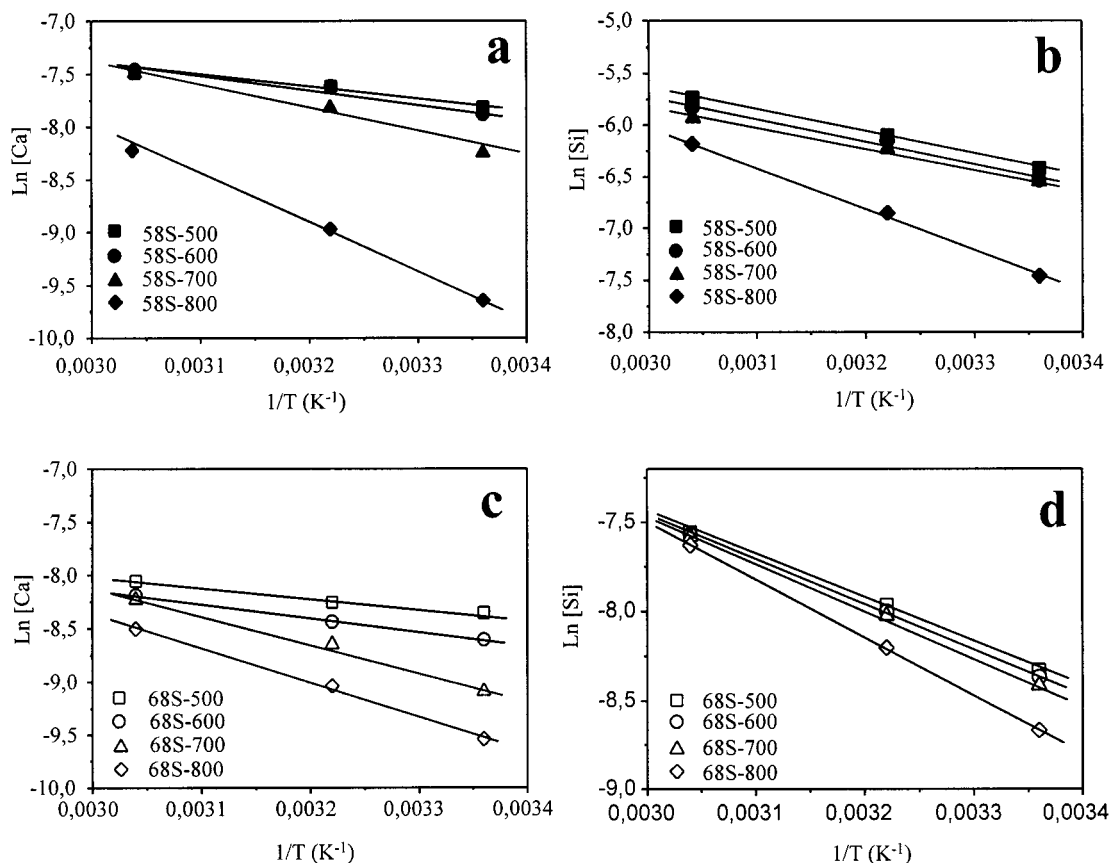 a
-7,0
-7,5
-8,0
-8,5
-9,0
-9,5
-10,0
Ln [Ca]
58S-500
58S-600
58S-700
58S-800
0,0030 0,0031 0,0032 0,0033 0,0034
1/T (K⁻¹)
b
-5,0
-5,5
-6,0
-6,5
-7,0
-7,5
-8,0
Ln [Si]
58S-500
58S-600
58S-700
58S-800
0,0030 0,0031 0,0032 0,0033 0,0034
1/T (K⁻¹)
c
-7,0
-7,5
-8,0
-8,5
-9,0
-9,5
-10,0
Ln [Ca]
68S-500
68S-600
68S-700
68S-800
0,0030 0,0031 0,0032 0,0033 0,0034
1/T (K⁻¹)
d
-7,5
-8,0
-8,5
-9,0
Ln [Si]
68S-500
68S-600
68S-700
68S-800
0,0030 0,0031 0,0032 0,0033 0,0034
1/T (K⁻¹)